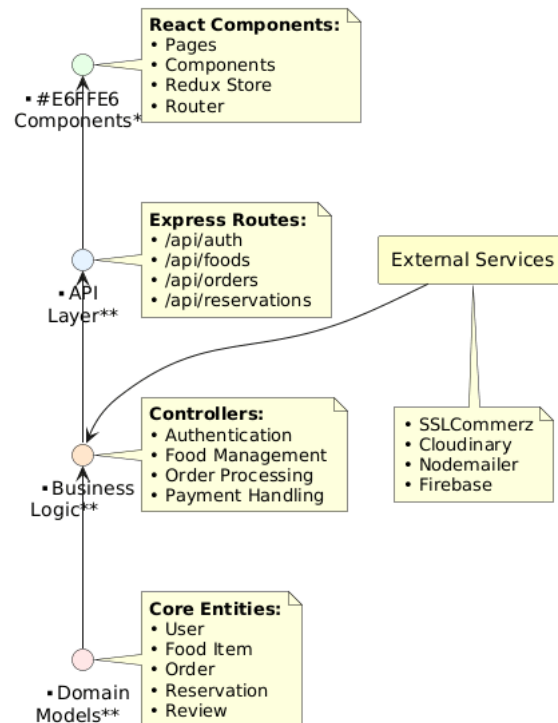 React Components:
• Pages
• Components
• Redux Store
• Router
▪ #E6FFE6
Components*
Express Routes:
• /api/auth
• /api/foods
• /api/orders
• /api/reservations
▪ API
Layer**
External Services
• SSLCommerz
• Cloudinary
• Nodemailer
• Firebase
Controllers:
• Authentication
• Food Management
• Order Processing
• Payment Handling
▪ Business
Logic**
Core Entities:
• User
• Food Item
• Order
• Reservation
• Review
▪ Domain
Models**